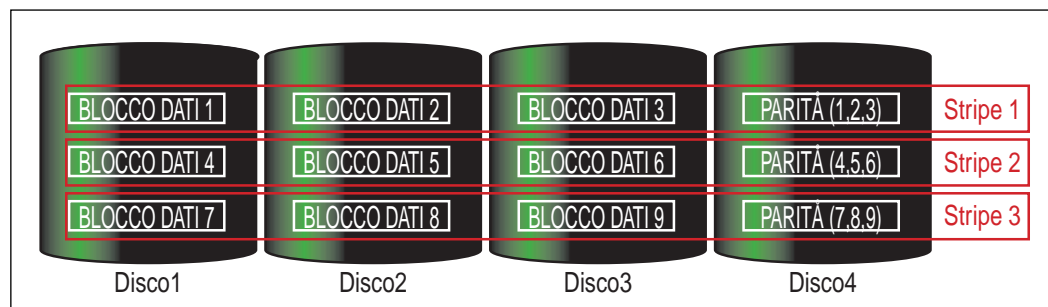 BLOCCO DATI 1 BLOCCO DATI 2 BLOCCO DATI 3 PARITÀ (1,2,3) Stripe 1
BLOCCO DATI 4 BLOCCO DATI 5 BLOCCO DATI 6 PARITÀ (4,5,6) Stripe 2
BLOCCO DATI 7 BLOCCO DATI 8 BLOCCO DATI 9 PARITÀ (7,8,9) Stripe 3
Disco1 Disco2 Disco3 Disco4